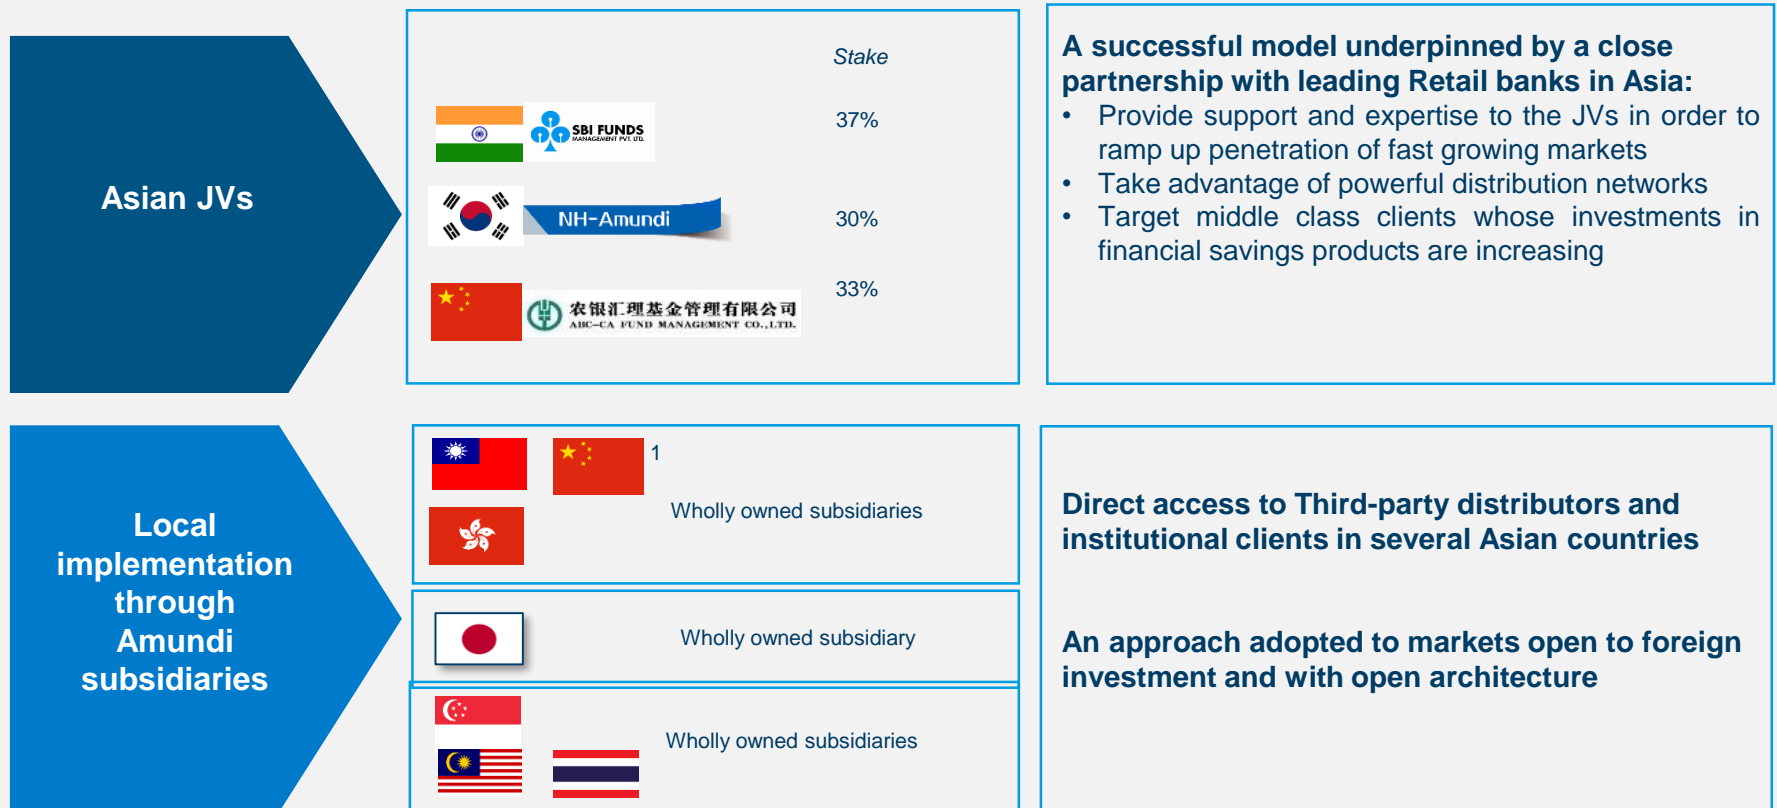 Asian JVs
Stake
SBI FUNDS
MANAGEMENT PVT. LTD.
37%
NH-Amundi
30%
33%
农银汇理基金管理有限公司
ABC-CA FUND MANAGEMENT CO.,LTD.
A successful model underpinned by a close
partnership with leading Retail banks in Asia:
• Provide support and expertise to the JVs in order to
ramp up penetration of fast growing markets
• Take advantage of powerful distribution networks
• Target middle class clients whose investments in
financial savings products are increasing
Local
implementation
through
Amundi
subsidiaries
1
Wholly owned subsidiaries
Wholly owned subsidiary
Wholly owned subsidiaries
Direct access to Third-party distributors and
institutional clients in several Asian countries
An approach adopted to markets open to foreign
investment and with open architecture